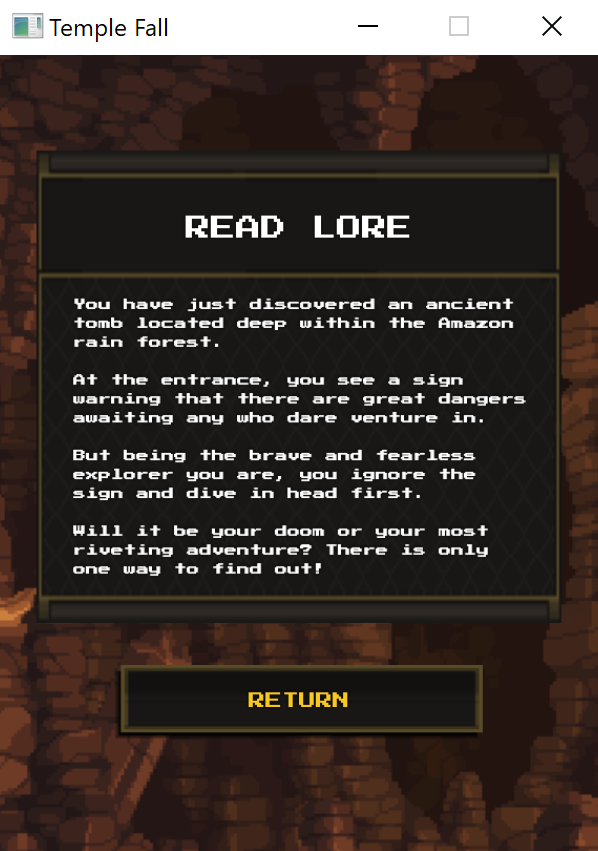 Temple Fall
READ LORE
You have just discovered an ancient
tomb located deep within the Amazon
rain forest.
At the entrance, you see a sign
warning that there are great dangers
awaiting any who dare venture in.
But being the brave and fearless
explorer you are, you ignore the
sign and dive in head first.
Will it be your doom or your most
riveting adventure? There is only
one way to find out!
RETURN